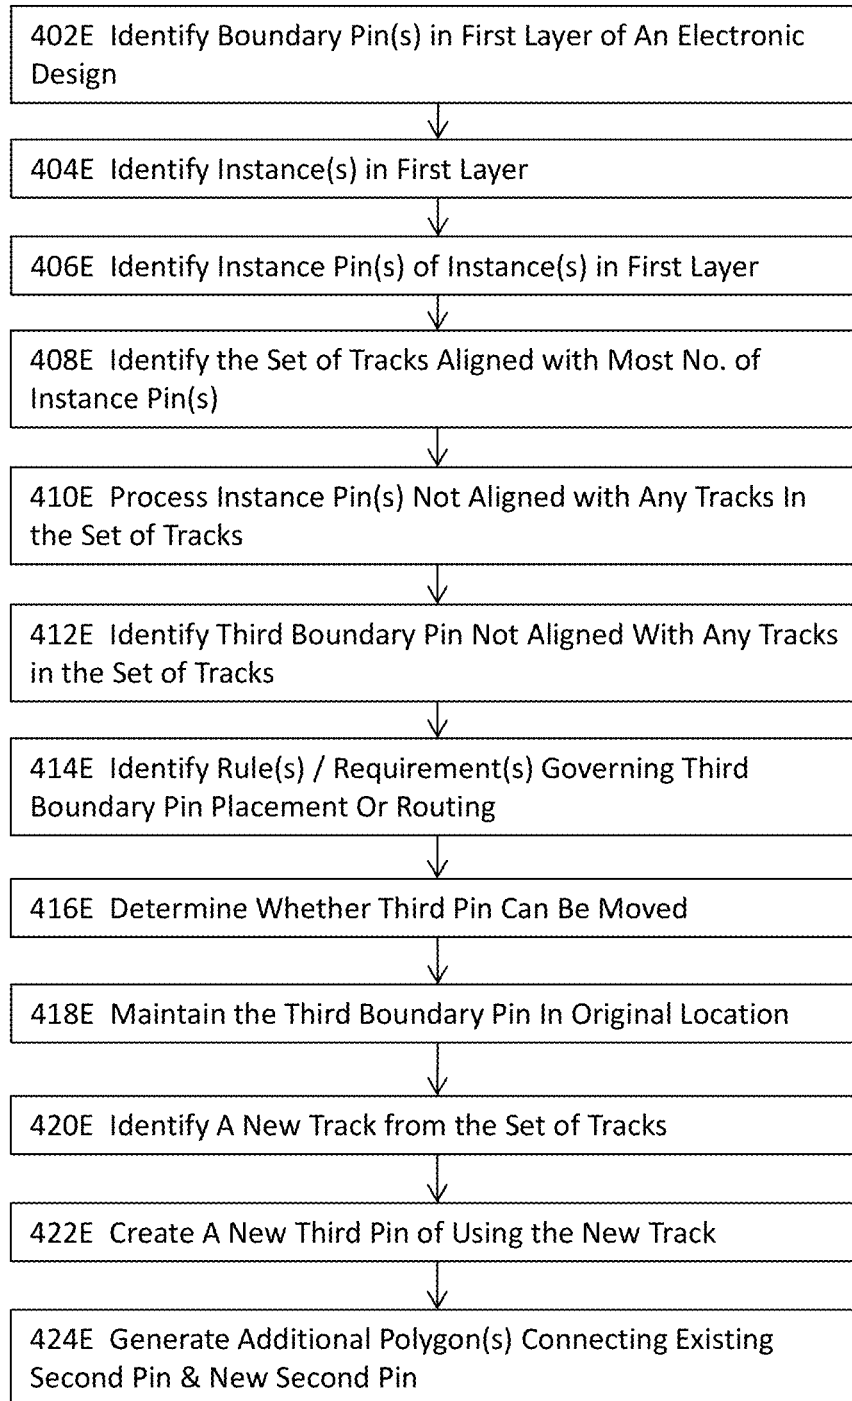 402E Identify Boundary Pin(s) in First Layer of An Electronic
Design
404E Identify Instance(s) in First Layer
406E Identify Instance Pin(s) of Instance(s) in First Layer
408E Identify the Set of Tracks Aligned with Most No. of
Instance Pin(s)
410E Process Instance Pin(s) Not Aligned with Any Tracks In
the Set of Tracks
412E Identify Third Boundary Pin Not Aligned With Any Tracks
in the Set of Tracks
414E Identify Rule(s) / Requirement(s) Governing Third
Boundary Pin Placement Or Routing
416E Determine Whether Third Pin Can Be Moved
418E Maintain the Third Boundary Pin In Original Location
420E Identify A New Track from the Set of Tracks
422E Create A New Third Pin of Using the New Track
424E Generate Additional Polygon(s) Connecting Existing
Second Pin & New Second Pin